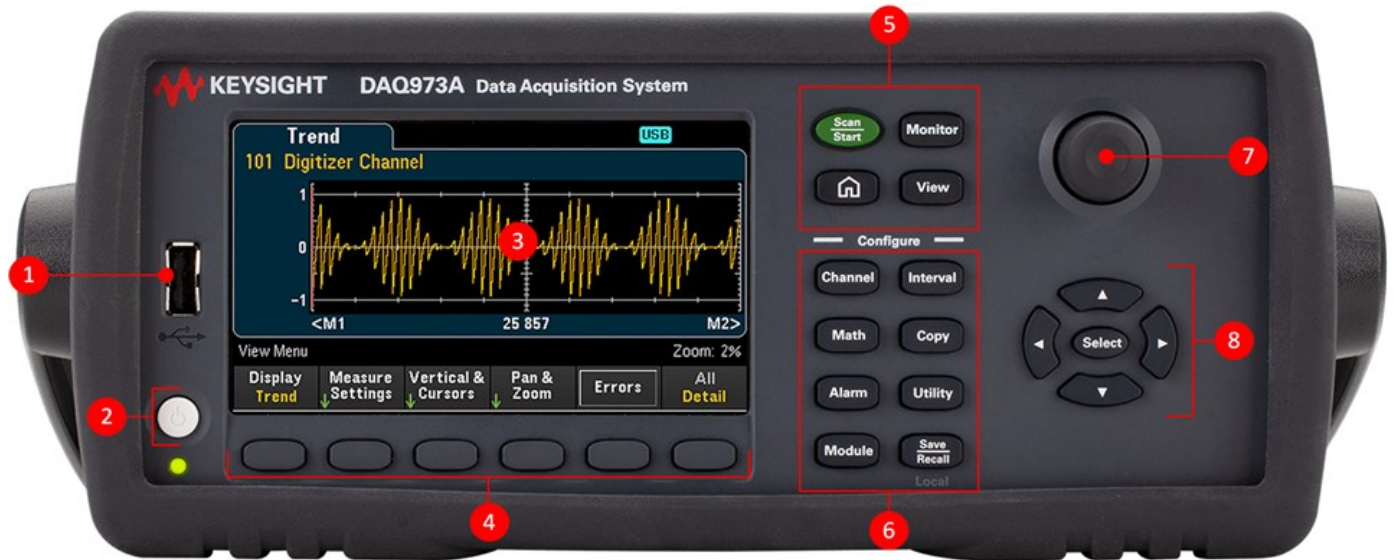 5
KEYSIGHT DAQ973A Data Acquisition System
Trend USB
101 Digitizer Channel
1
0
-1
<M1 25 857 M2>
View Menu Zoom: 2%
Display Trend
Measure Settings
Vertical & Cursors
Pan & Zoom
Errors
All Detail
Scan Start
Monitor
View
Configure
Channel Interval
Math Copy
Alarm Utility
Module
Save Recall
Local
Select
1
2
3
4
6
7
8